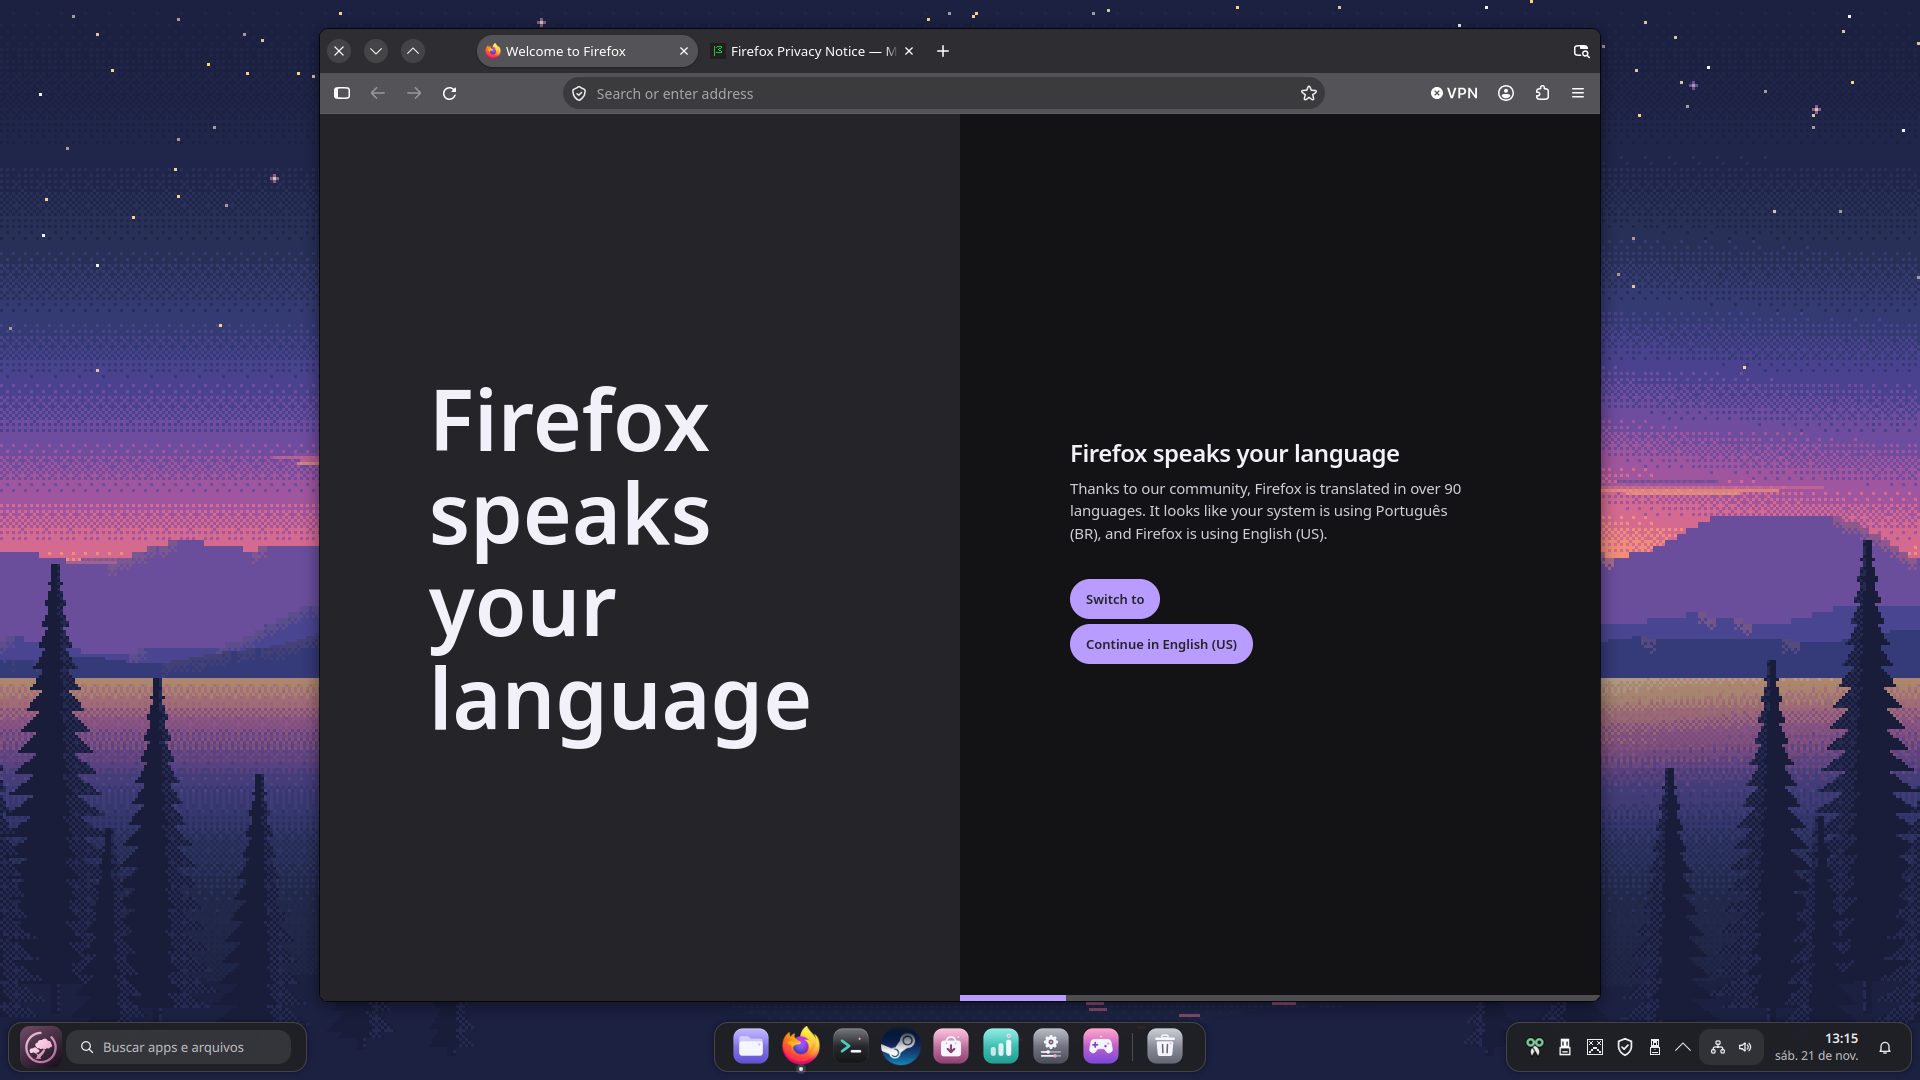 Welcome to Firefox
Firefox Privacy Notice — M
Search or enter address
VPN
Firefox
speaks
your
language
Firefox speaks your language
Thanks to our community, Firefox is translated in over 90
languages. It looks like your system is using Português
(BR), and Firefox is using English (US).
Switch to
Continue in English (US)
Buscar apps e arquivos
13:15
sáb. 21 de nov.